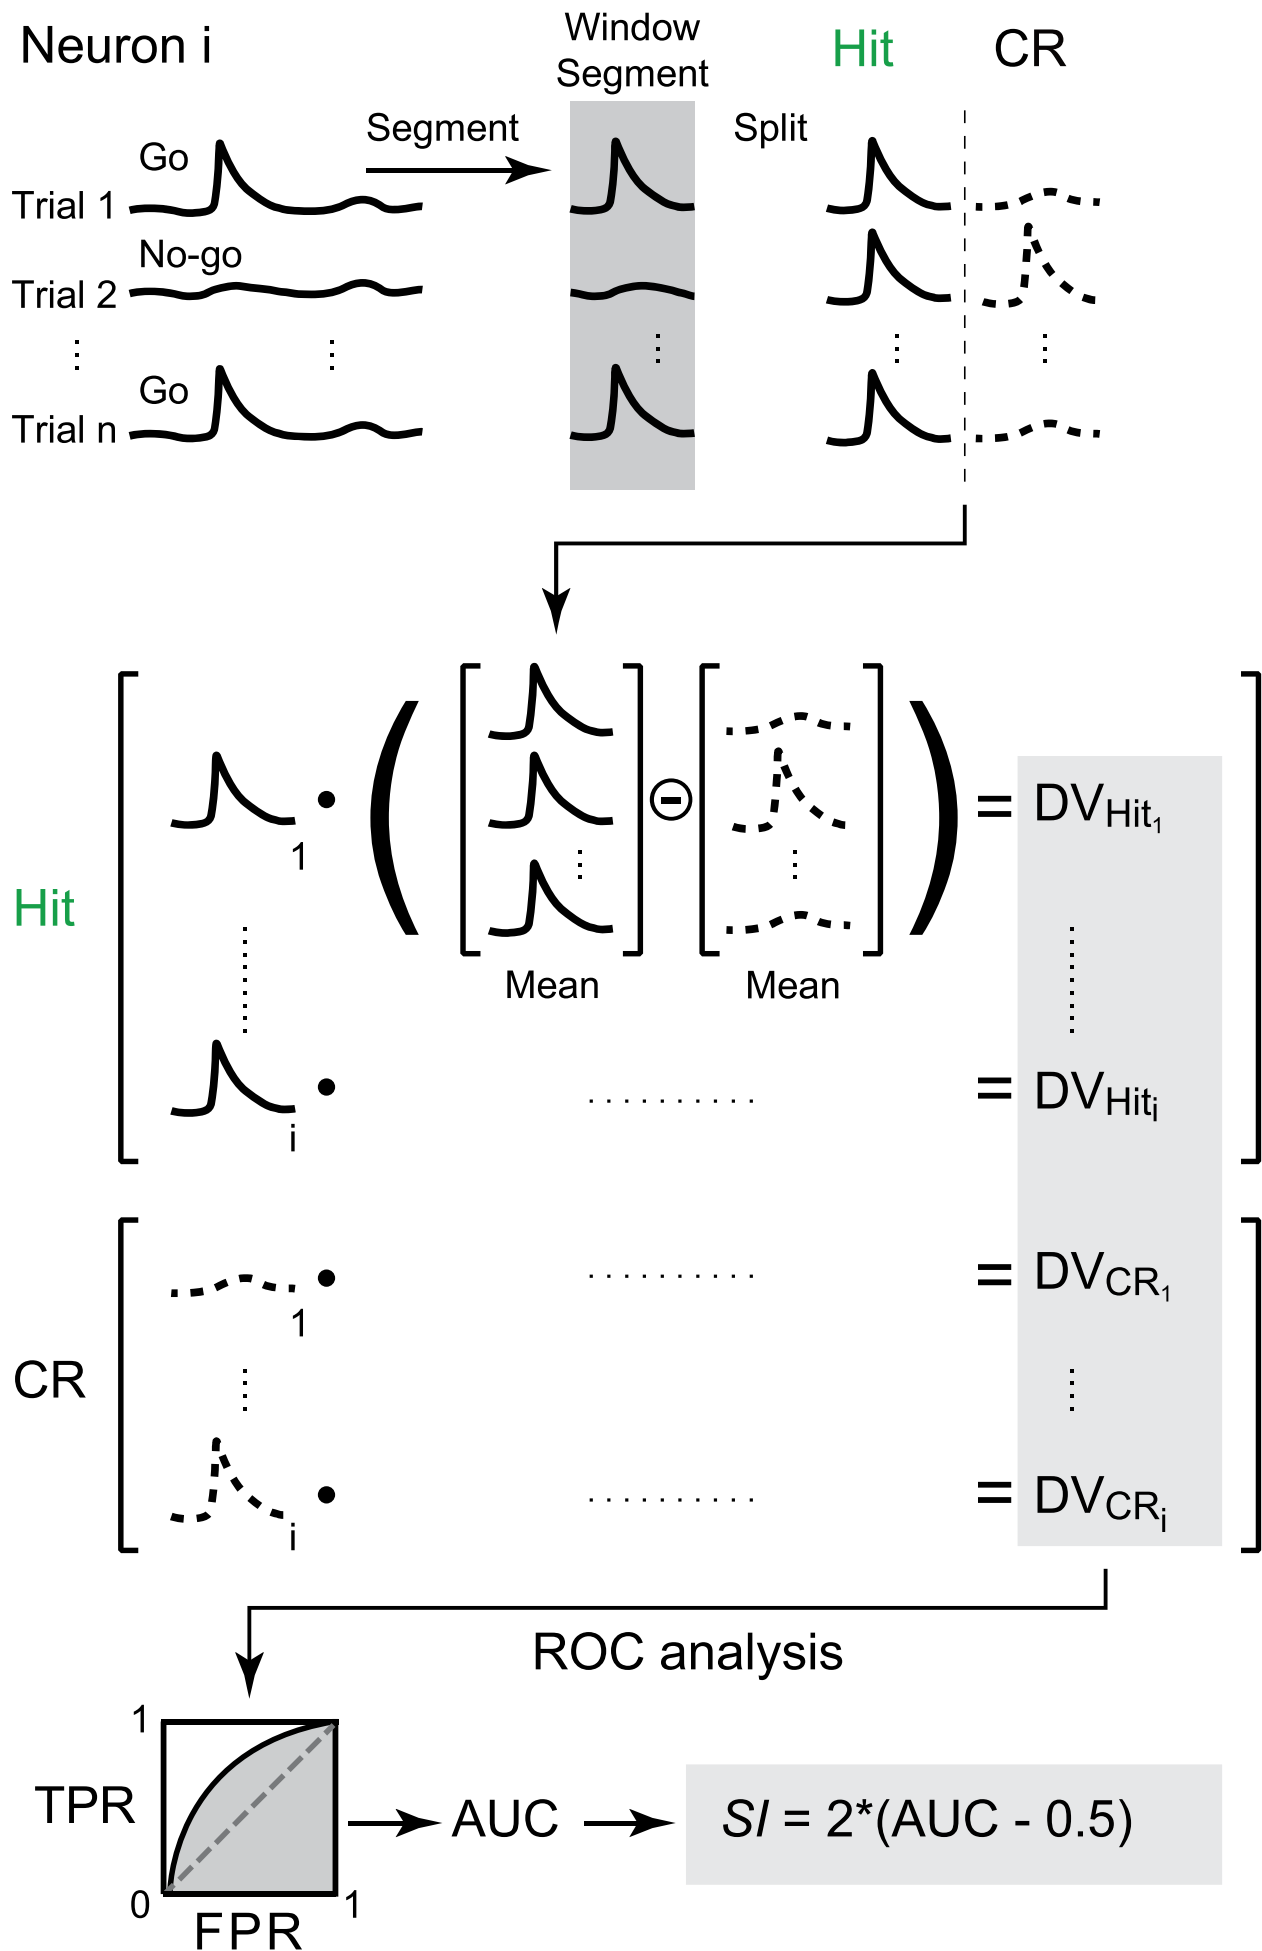 Neuron i
Window
Segment
Hit
CR
Segment
Split
Go
Trial 1
No-go
Trial 2
Go
Trial n
Hit
1
Mean
Mean
= DVHit1
i
= DVHiti
CR
1
= DVCR1
i
= DVCRi
ROC analysis
1
TPR
0
1
FPR
AUC
SI = 2*(AUC - 0.5)